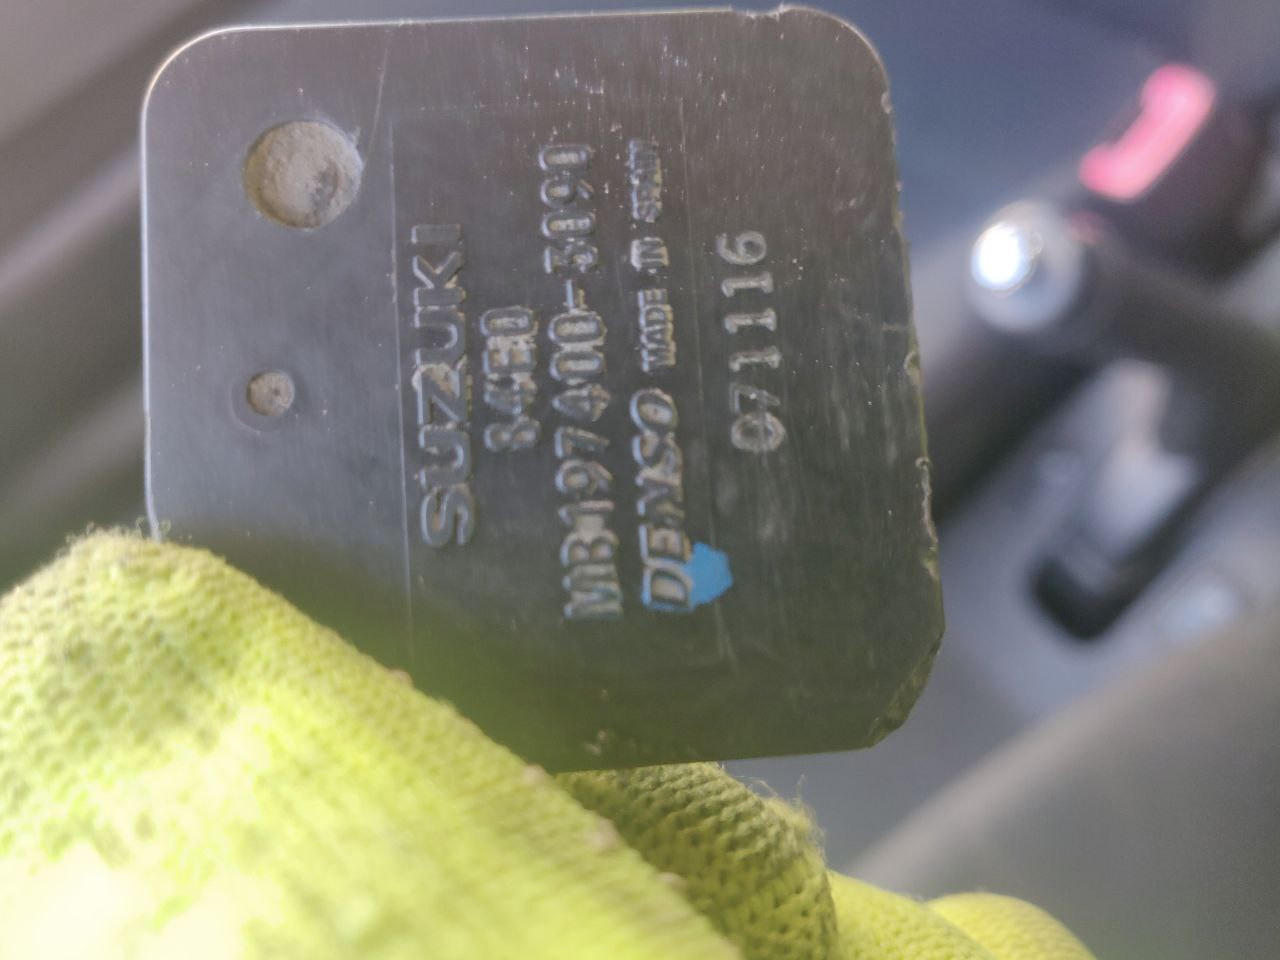 SUZUKI
84E0
MB197400-3090
DENSO MADE IN SPAIN
071116